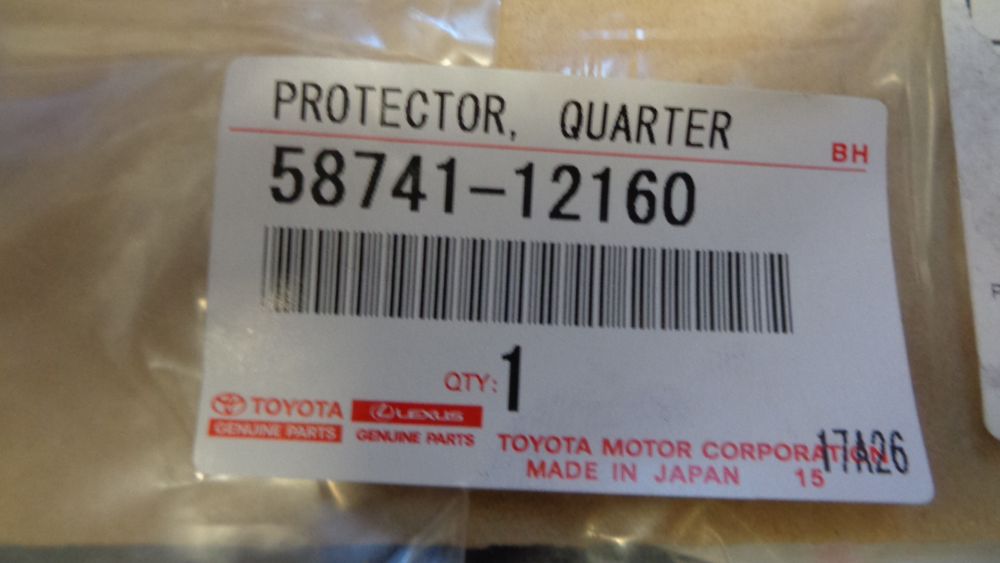 PROTECTOR, QUARTER
BH
58741-12160
QTY: 1
TOYOTA
GENUINE PARTS
LEXUS
GENUINE PARTS
TOYOTA MOTOR CORPORATION
17A26
MADE IN JAPAN 15